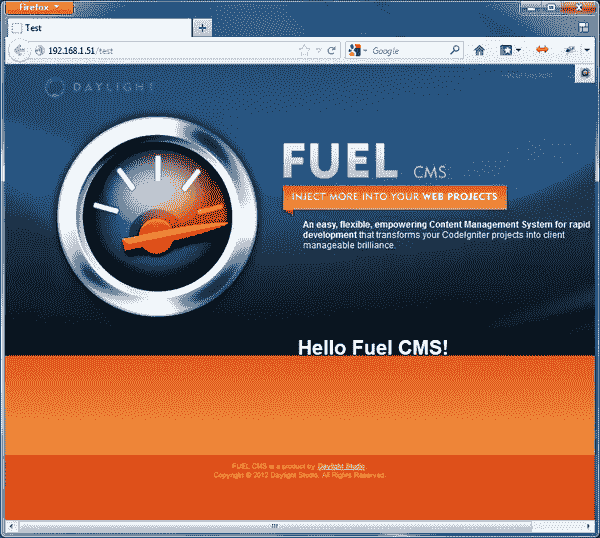 Firefox
Test
192.168.1.51/test
Google
DAYLIGHT
FUEL CMS
INJECT MORE INTO YOUR WEB PROJECTS
An easy, flexible, empowering Content Management System for rapid
development that transforms your CodeIgniter projects into client
manageable brilliance.
Hello Fuel CMS!
FUEL CMS is a product by Daylight Studio.
Copyright © 2012 Daylight Studio. All Rights Reserved.